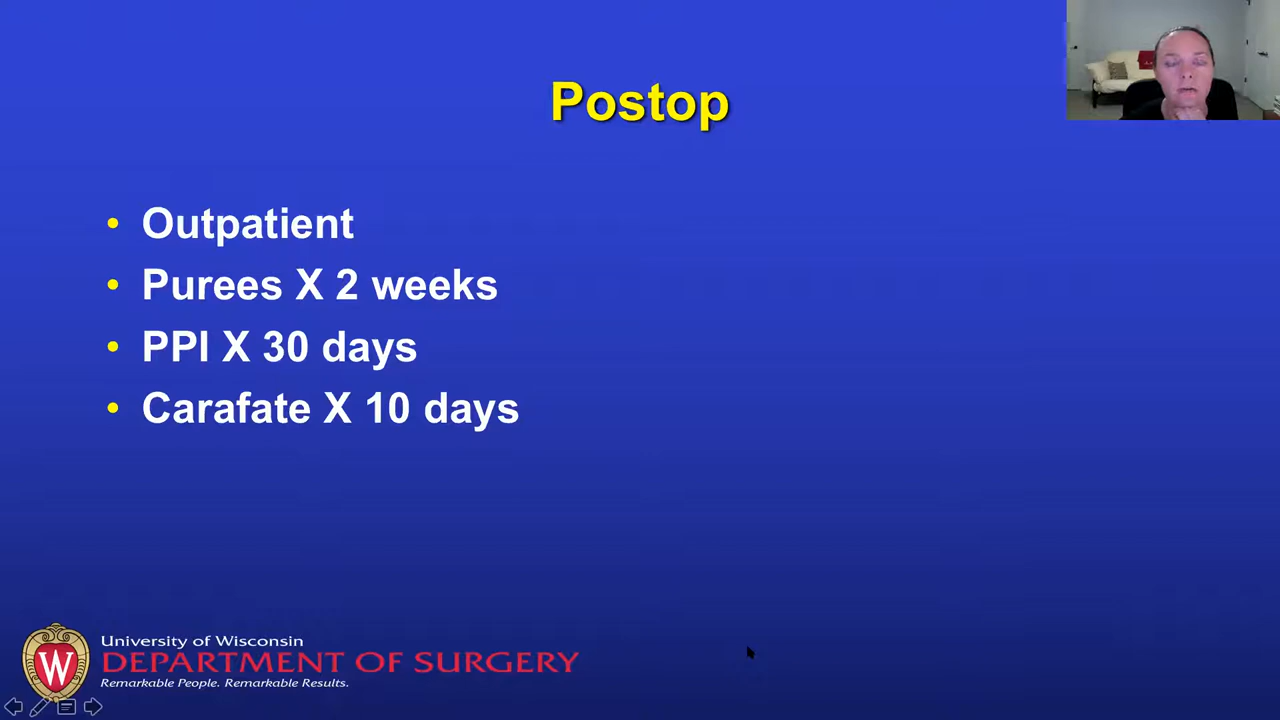 Postop
• Outpatient
• Purees X 2 weeks
• PPI X 30 days
• Carafate X 10 days
W
University of Wisconsin
DEPARTMENT OF SURGERY
Remarkable People. Remarkable Results.